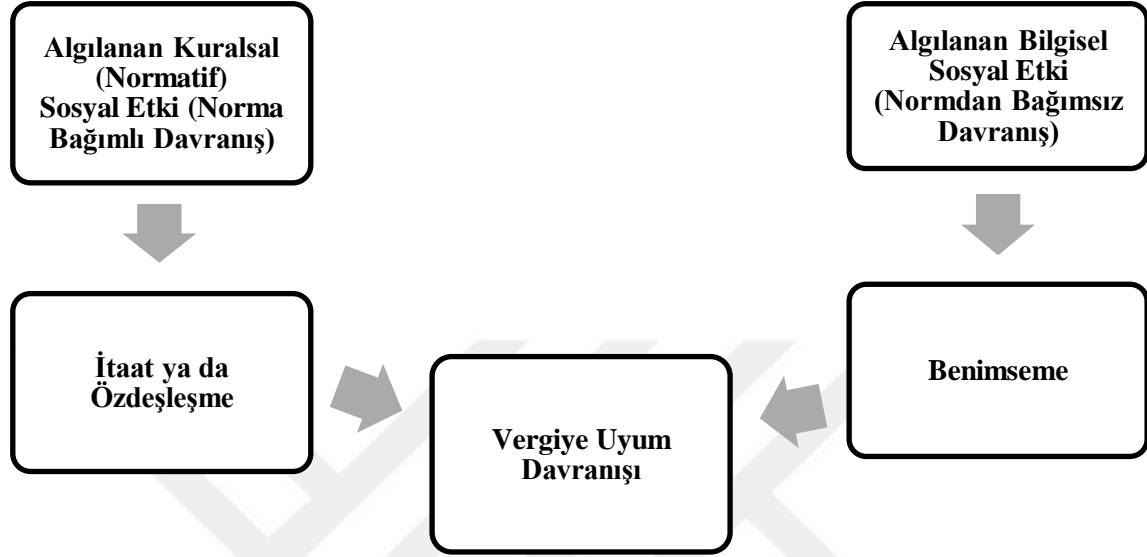 Algılanan Kuralsal
(Normatif)
Sosyal Etki (Norma
Bağımlı Davranış)
Algılanan Bilgisel
Sosyal Etki
(Normdan Bağımsız
Davranış)
İtaat ya da
Özdeşleşme
Benimseme
Vergiye Uyum
Davranışı